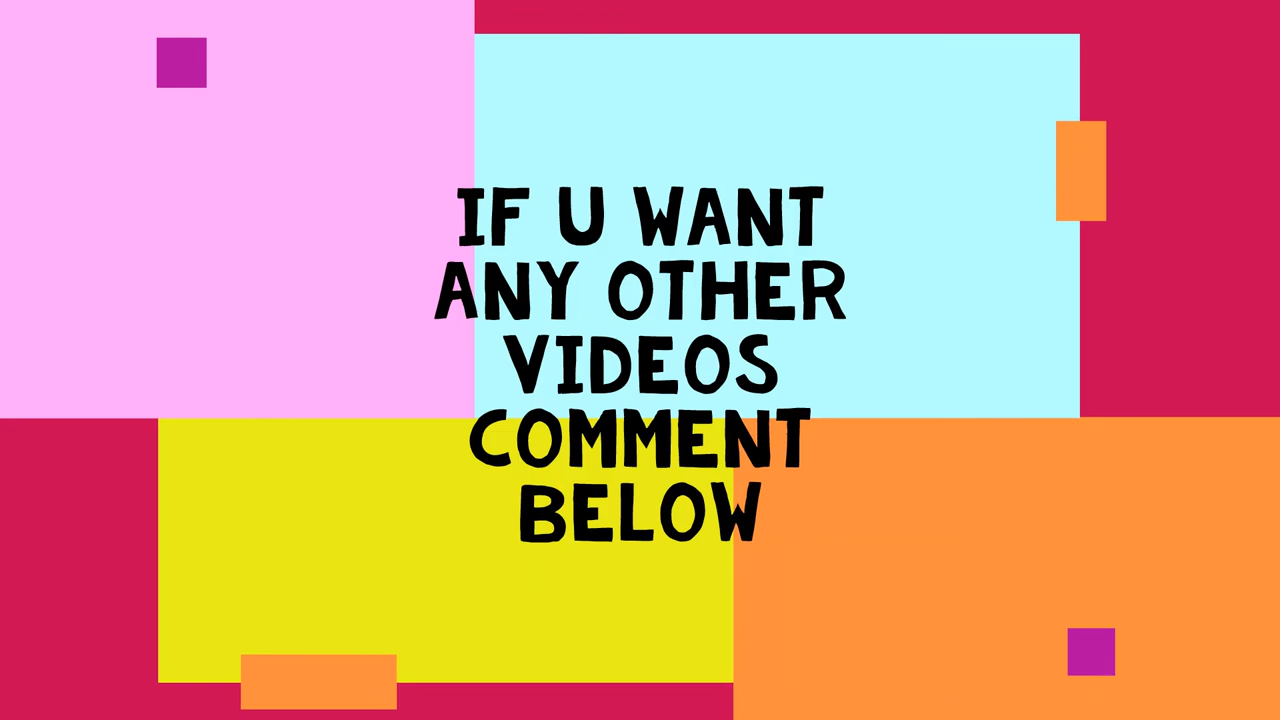 IF U WANT
ANY OTHER
VIDEOS
COMMENT
BELOW